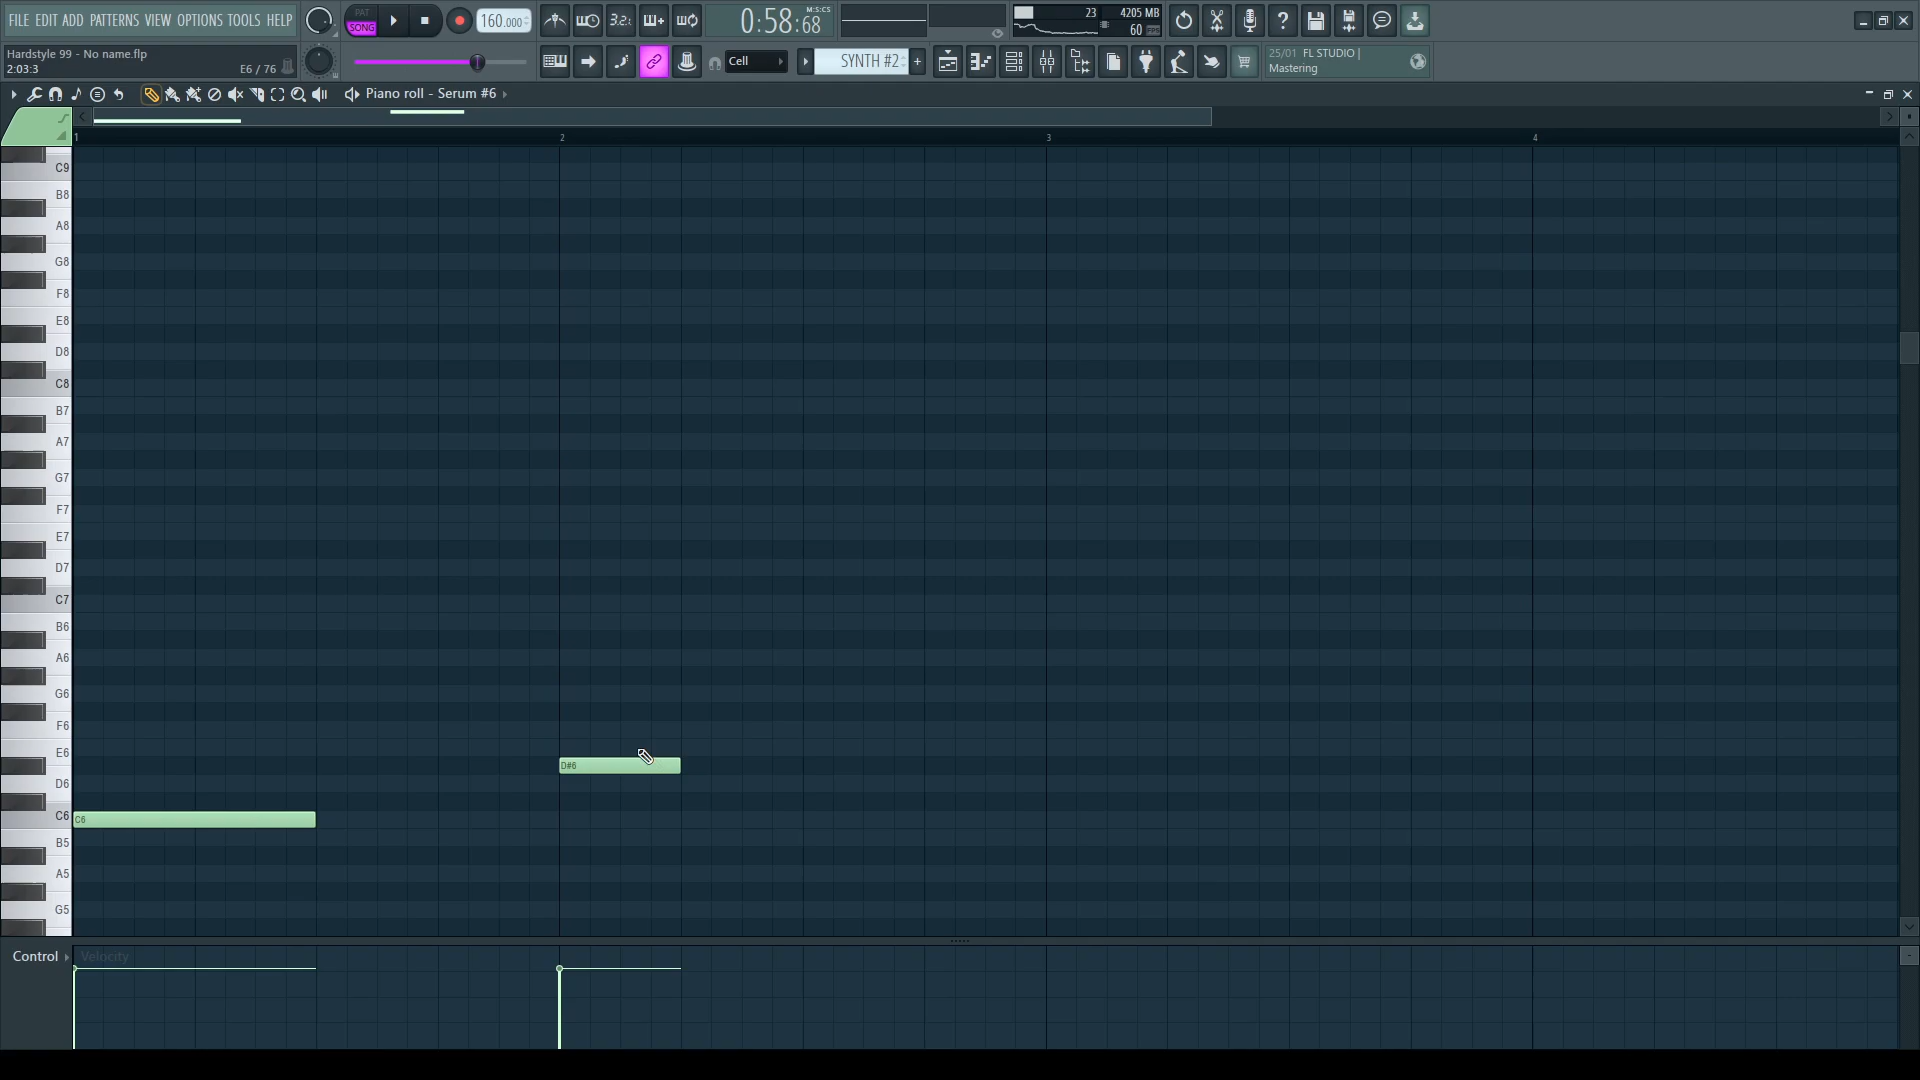 FILE EDIT ADD PATTERNS VIEW OPTIONS TOOLS HELP
PAT
SONG
160.000
3.2.
0:58:68
M:S:CS
23
4205 MB
60
Hardstyle 99 - No name.flp
2:03:3
E6 / 76
Cell
SYNTH #2
25/01 FL STUDIO |
Mastering
Piano roll - Serum #6
1
2
3
4
C9
B8
A8
G8
F8
E8
D8
C8
B7
A7
G7
F7
E7
D7
C7
B6
A6
G6
F6
E6
D#6
D6
C6
C6
B5
A5
G5
Control
Velocity